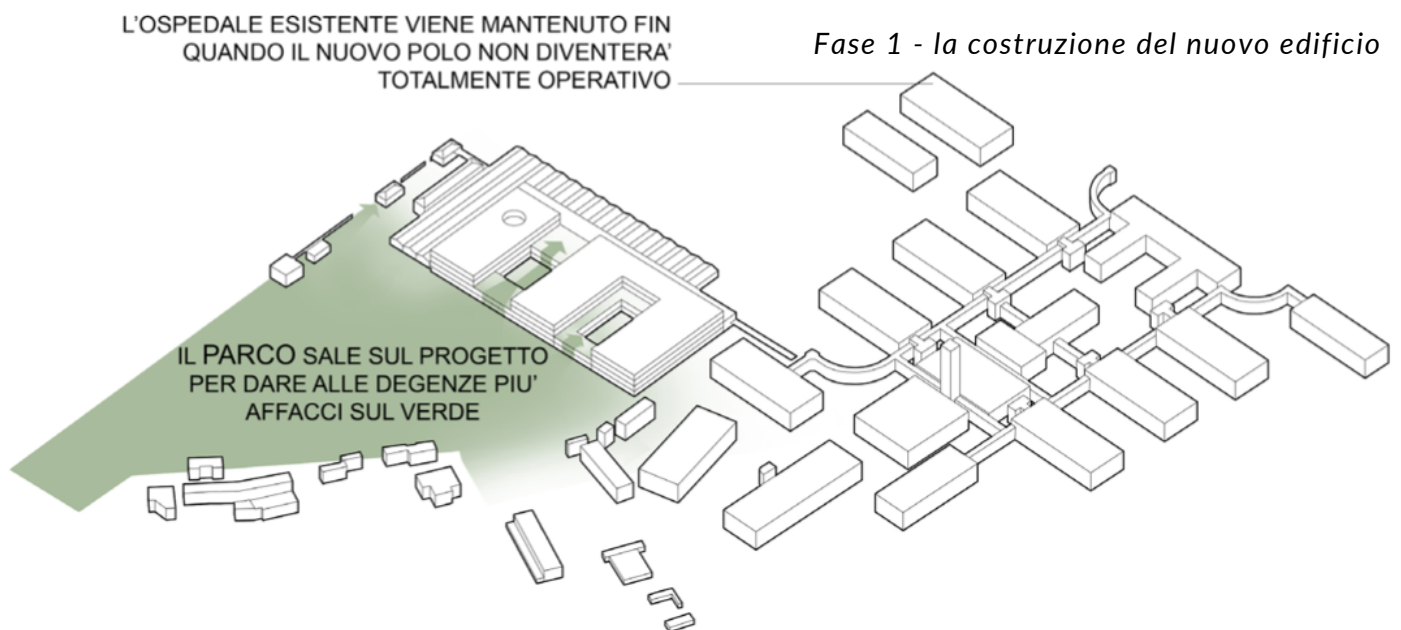 L'OSPEDALE ESISTENTE VIENE MANTENUTO FIN
QUANDO IL NUOVO POLO NON DIVENTERA'
TOTALMENTE OPERATIVO
Fase 1 - la costruzione del nuovo edificio
IL PARCO SALE SUL PROGETTO
PER DARE ALLE DEGENZE PIU'
AFFACCI SUL VERDE